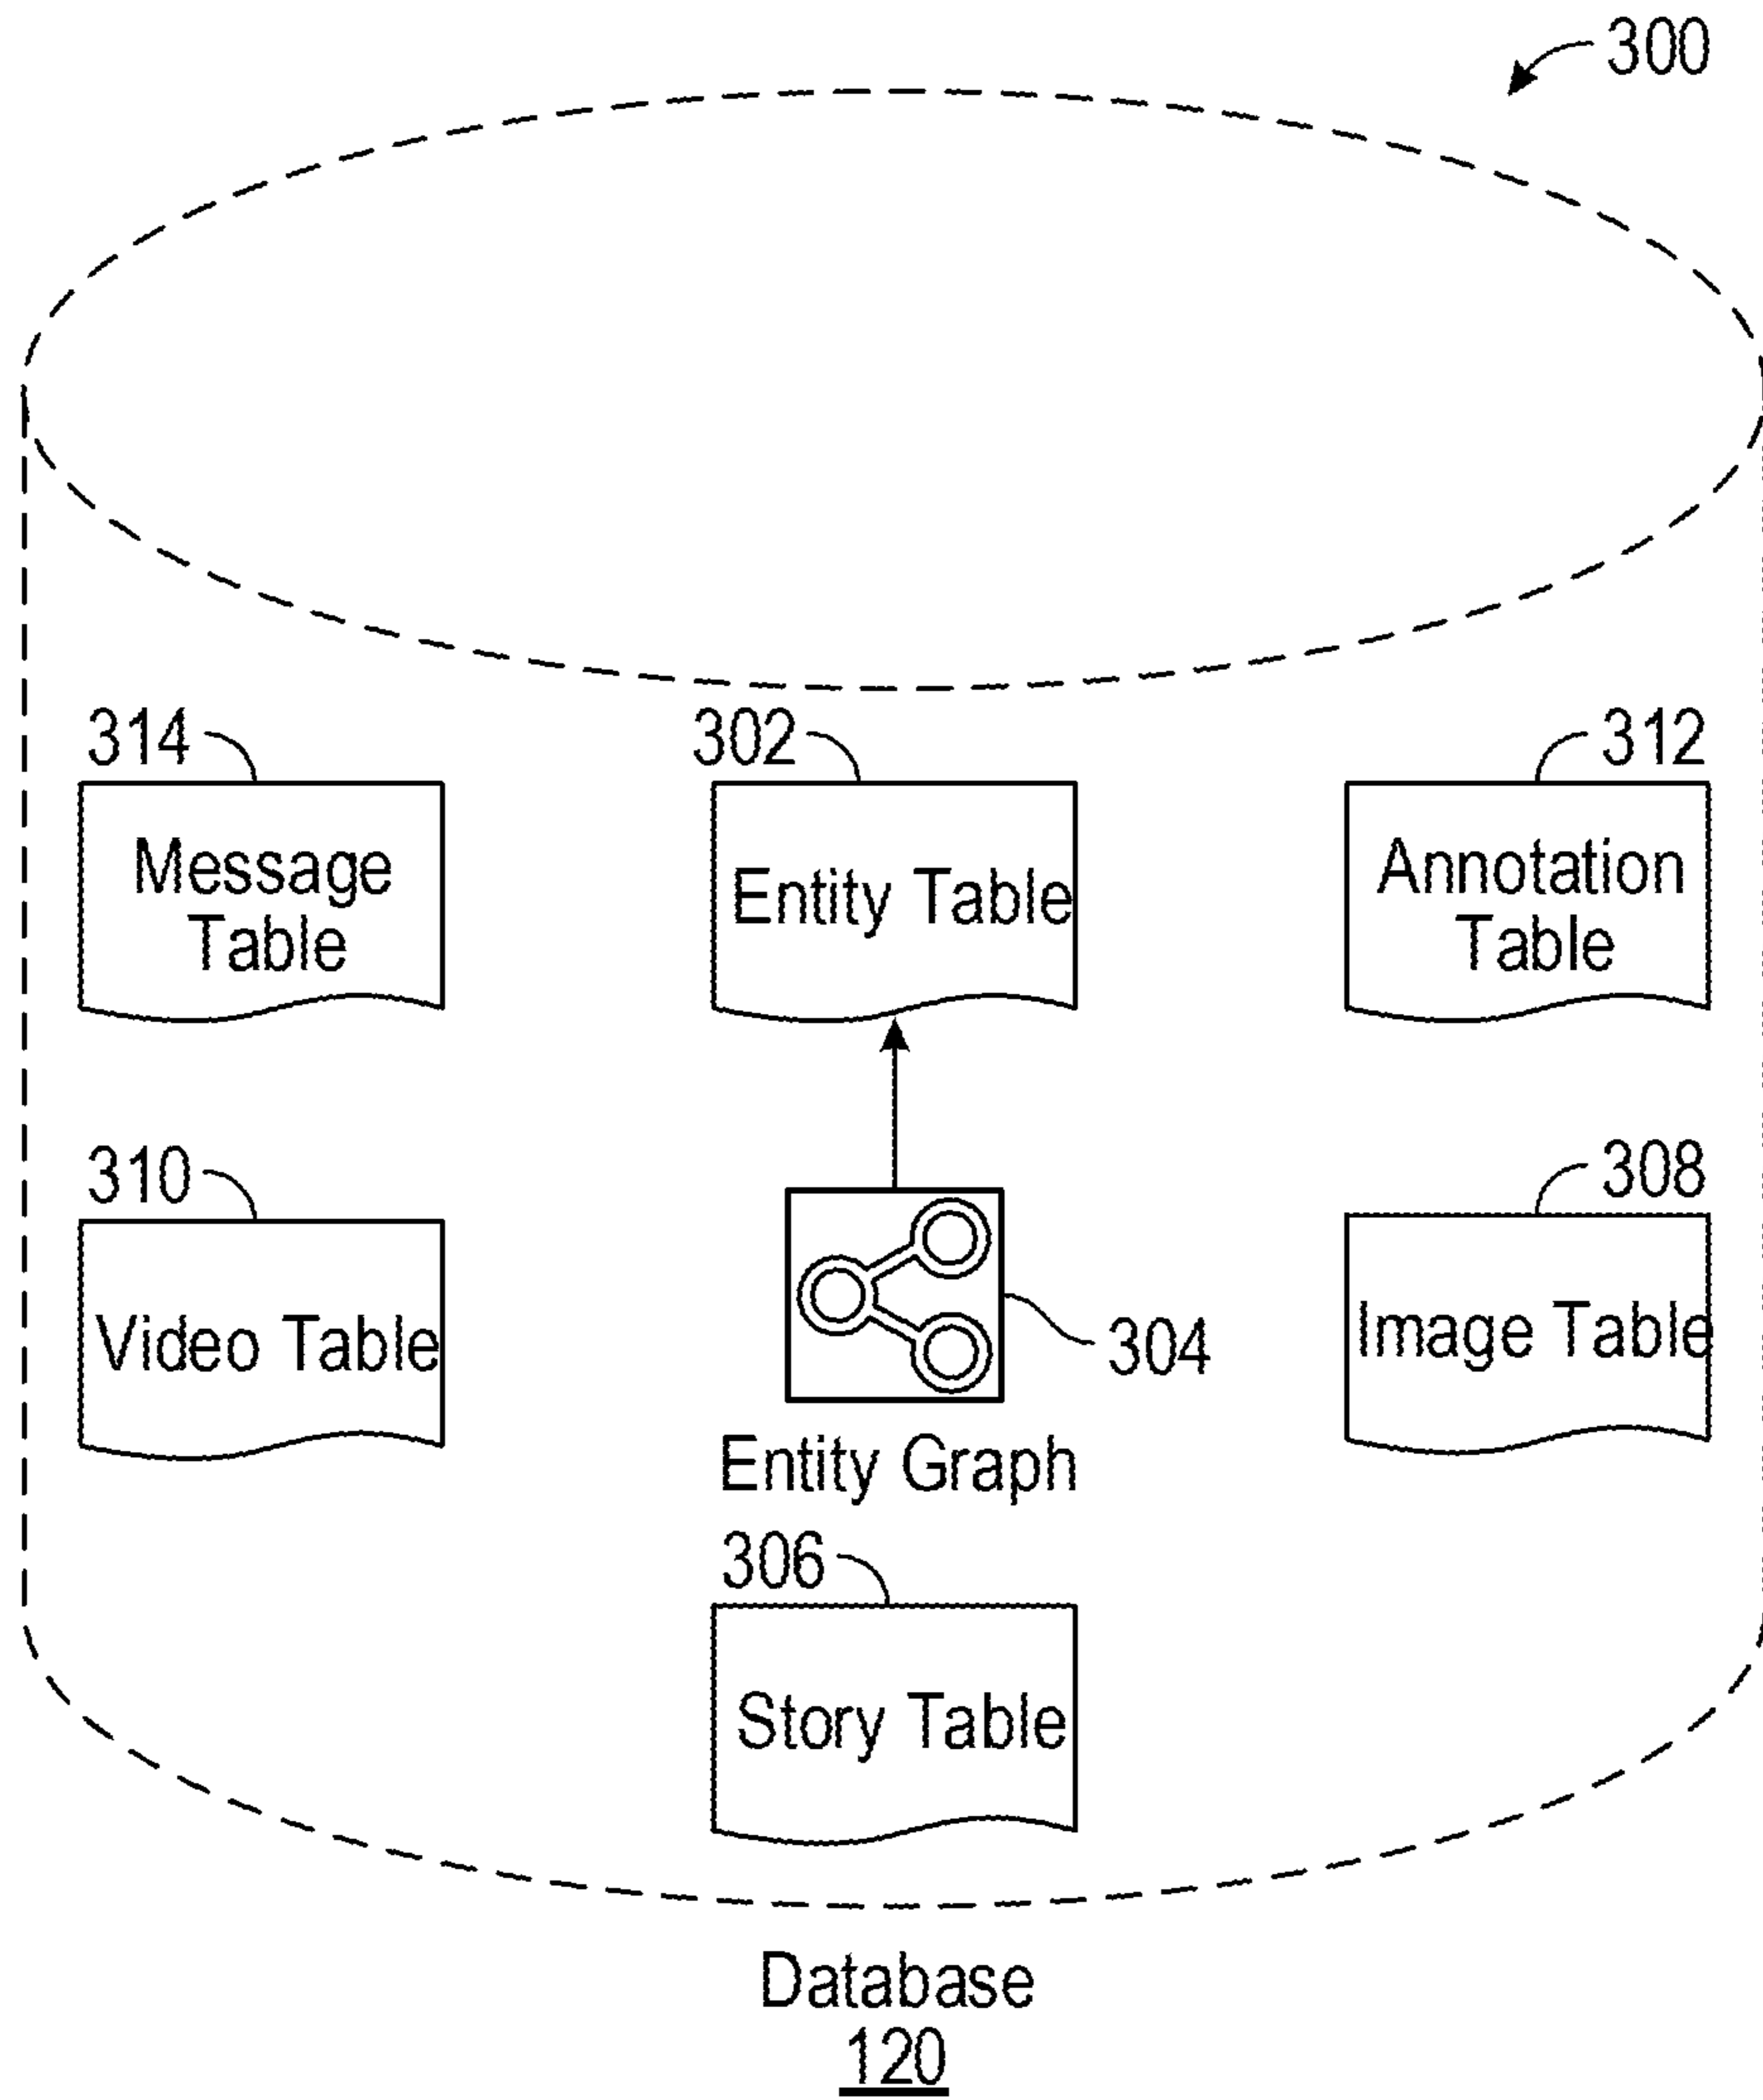 300
314
302
312
Message
Table
Entity Table
Annotation
Table
310
308
Video Table
304
Image Table
Entity Graph
306
Story Table
Database
120